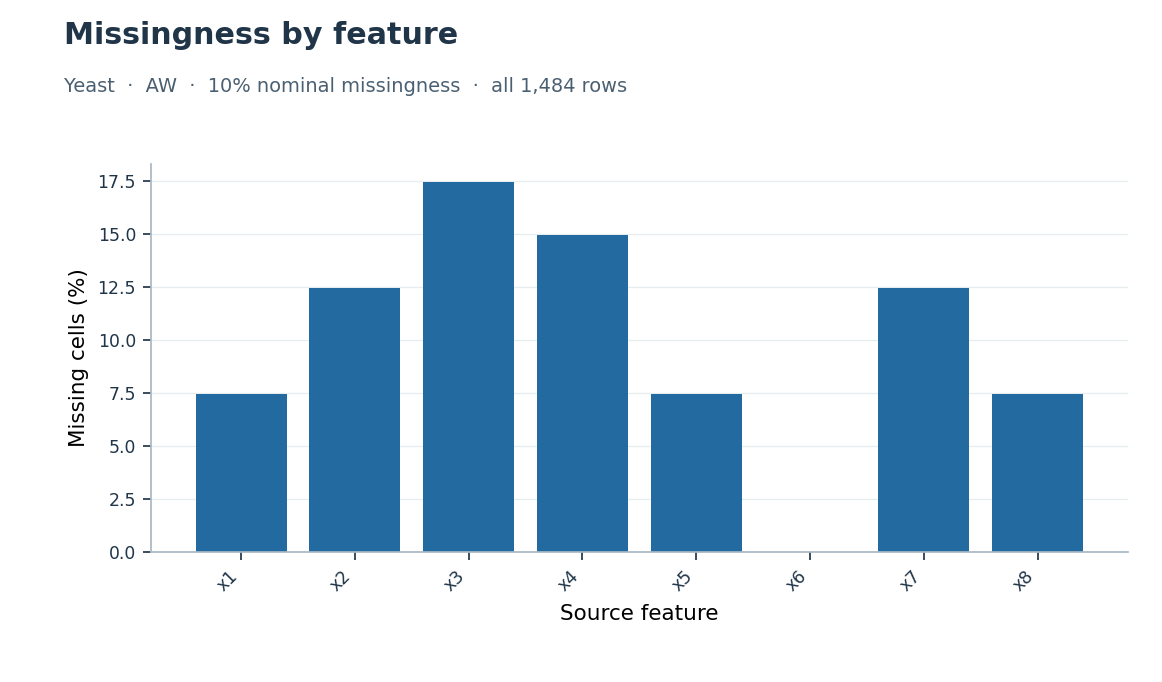 Missingness by feature
Yeast · AW · 10% nominal missingness · all 1,484 rows
Missing cells (%)
17.5
15.0
12.5
10.0
7.5
5.0
2.5
0.0
x1 x2 x3 x4 x5 x6 x7 x8
Source feature